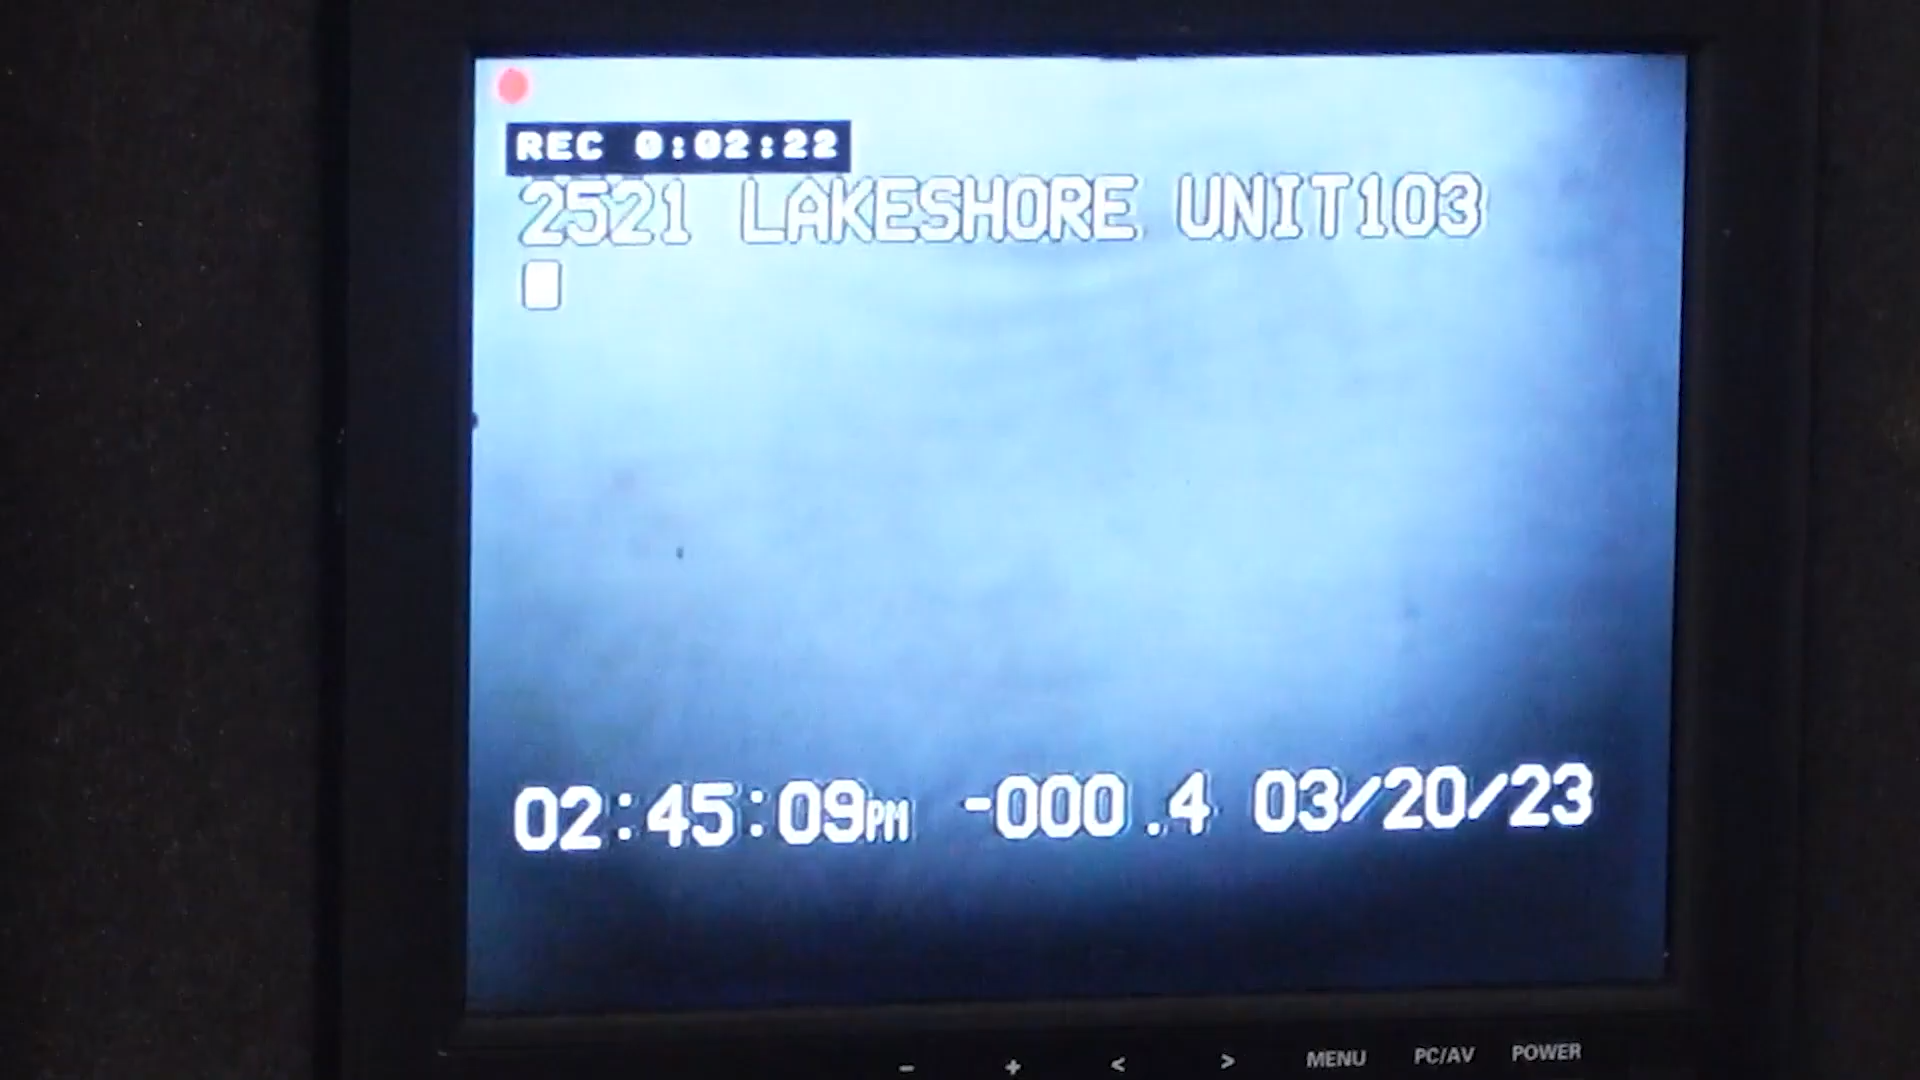 REC 0:02:22
2521 LAKESHORE UNIT103
02:45:09PM -000.4 03/20/23
- + < > MENU PC/AV POWER